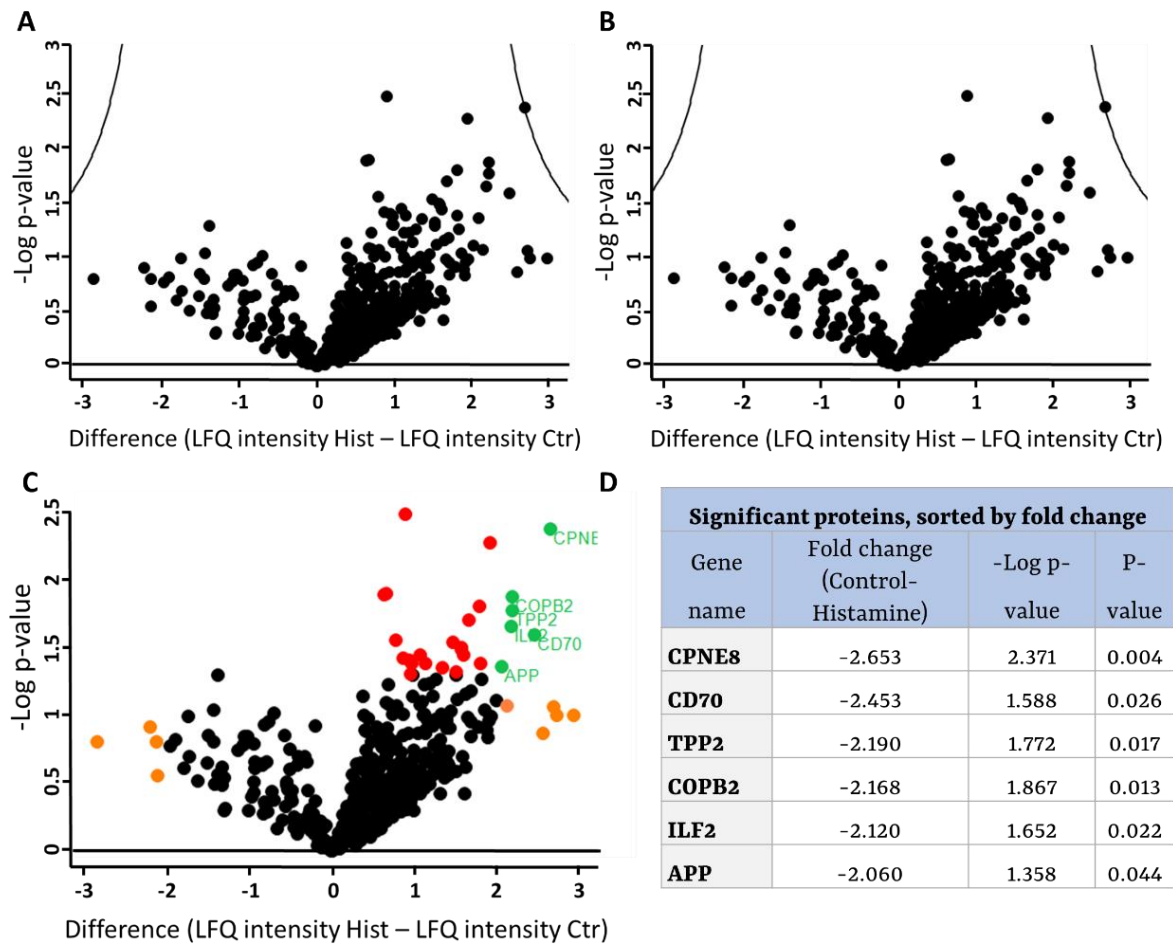 A
3
2.5
2
1.5
1
0.5
0
-Log p-value
-3 -2 -1 0 1 2 3
Difference (LFQ intensity Hist – LFQ intensity Ctr)
B
3
2.5
2
1.5
1
0.5
0
-Log p-value
-3 -2 -1 0 1 2 3
Difference (LFQ intensity Hist – LFQ intensity Ctr)
C
2.5
2
1.5
1
0.5
0
-Log p-value
CPNE
COPB2
TPP2
ILF2
CD70
APP
-3 -2 -1 0 1 2 3
Difference (LFQ intensity Hist – LFQ intensity Ctr)
D
Significant proteins, sorted by fold change
Gene name Fold change (Control-Histamine) -Log p-value P-value
CPNE8 -2.653 2.371 0.004
CD70 -2.453 1.588 0.026
TPP2 -2.190 1.772 0.017
COPB2 -2.168 1.867 0.013
ILF2 -2.120 1.652 0.022
APP -2.060 1.358 0.044